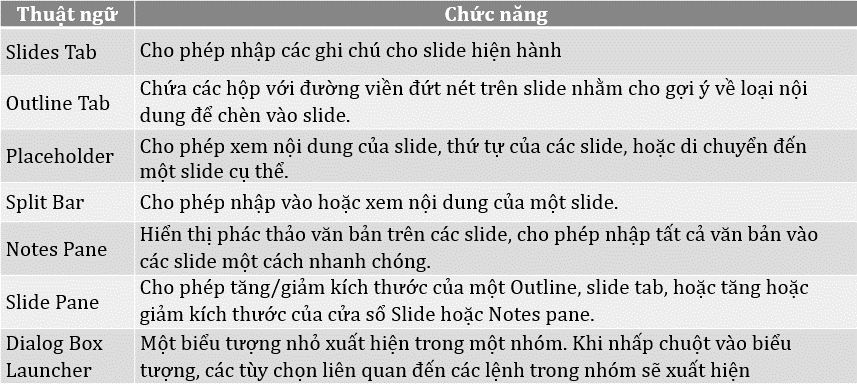 Thuật ngữ Chức năng
Slides Tab Cho phép nhập các ghi chú cho slide hiện hành
Outline Tab Chứa các hộp với đường viền đứt nét trên slide nhằm cho gợi ý về loại nội
dung để chèn vào slide.
Placeholder Cho phép xem nội dung của slide, thứ tự của các slide, hoặc di chuyển đến
một slide cụ thể.
Split Bar Cho phép nhập vào hoặc xem nội dung của một slide.
Notes Pane Hiển thị phác thảo văn bản trên các slide, cho phép nhập tất cả văn bản vào
các slide một cách nhanh chóng.
Slide Pane Cho phép tăng/giảm kích thước của một Outline, slide tab, hoặc tăng hoặc
giảm kích thước của cửa sổ Slide hoặc Notes pane.
Dialog Box Một biểu tượng nhỏ xuất hiện trong một nhóm. Khi nhấp chuột vào biểu
Launcher tượng, các tùy chọn liên quan đến các lệnh trong nhóm sẽ xuất hiện